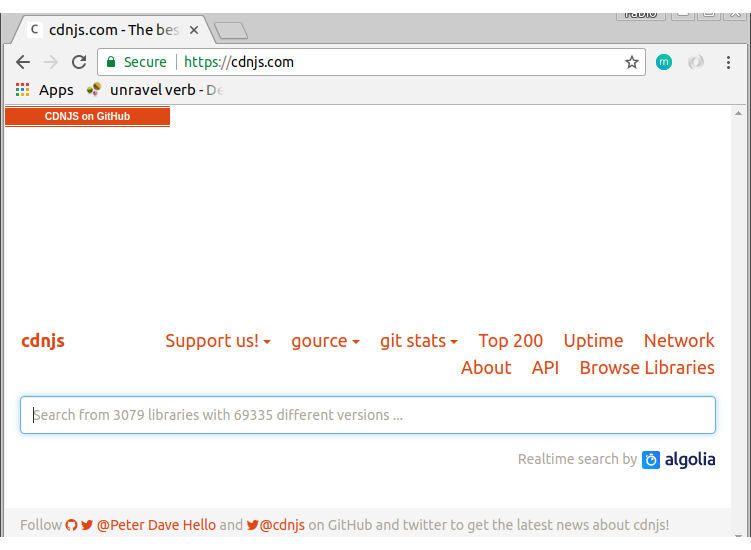 cdnjs.com - The bes
Secure https://cdnjs.com
Apps unravel verb - De
CDNJS on GitHub
cdnjs Support us! gource git stats Top 200 Uptime Network
About API Browse Libraries
Search from 3079 libraries with 69335 different versions ...
Realtime search by algolia
Follow @Peter Dave Hello and @cdnjs on GitHub and twitter to get the latest news about cdnjs!